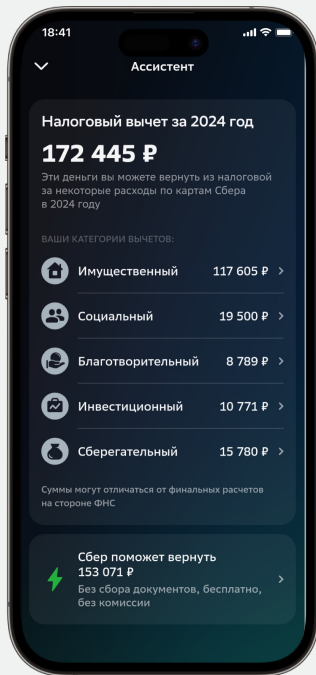 18:41
Ассистент
Налоговый вычет за 2024 год
172 445 ₽
Эти деньги вы можете вернуть из налоговой
за некоторые расходы по картам Сбера
в 2024 году
ВАШИ КАТЕГОРИИ ВЫЧЕТОВ:
Имущественный 117 605 ₽
Социальный 19 500 ₽
Благотворительный 8 789 ₽
Инвестиционный 10 771 ₽
Сберегательный 15 780 ₽
Суммы могут отличаться от финальных расчетов
на стороне ФНС
Сбер поможет вернуть
153 071 ₽
Без сбора документов, бесплатно,
без комиссии